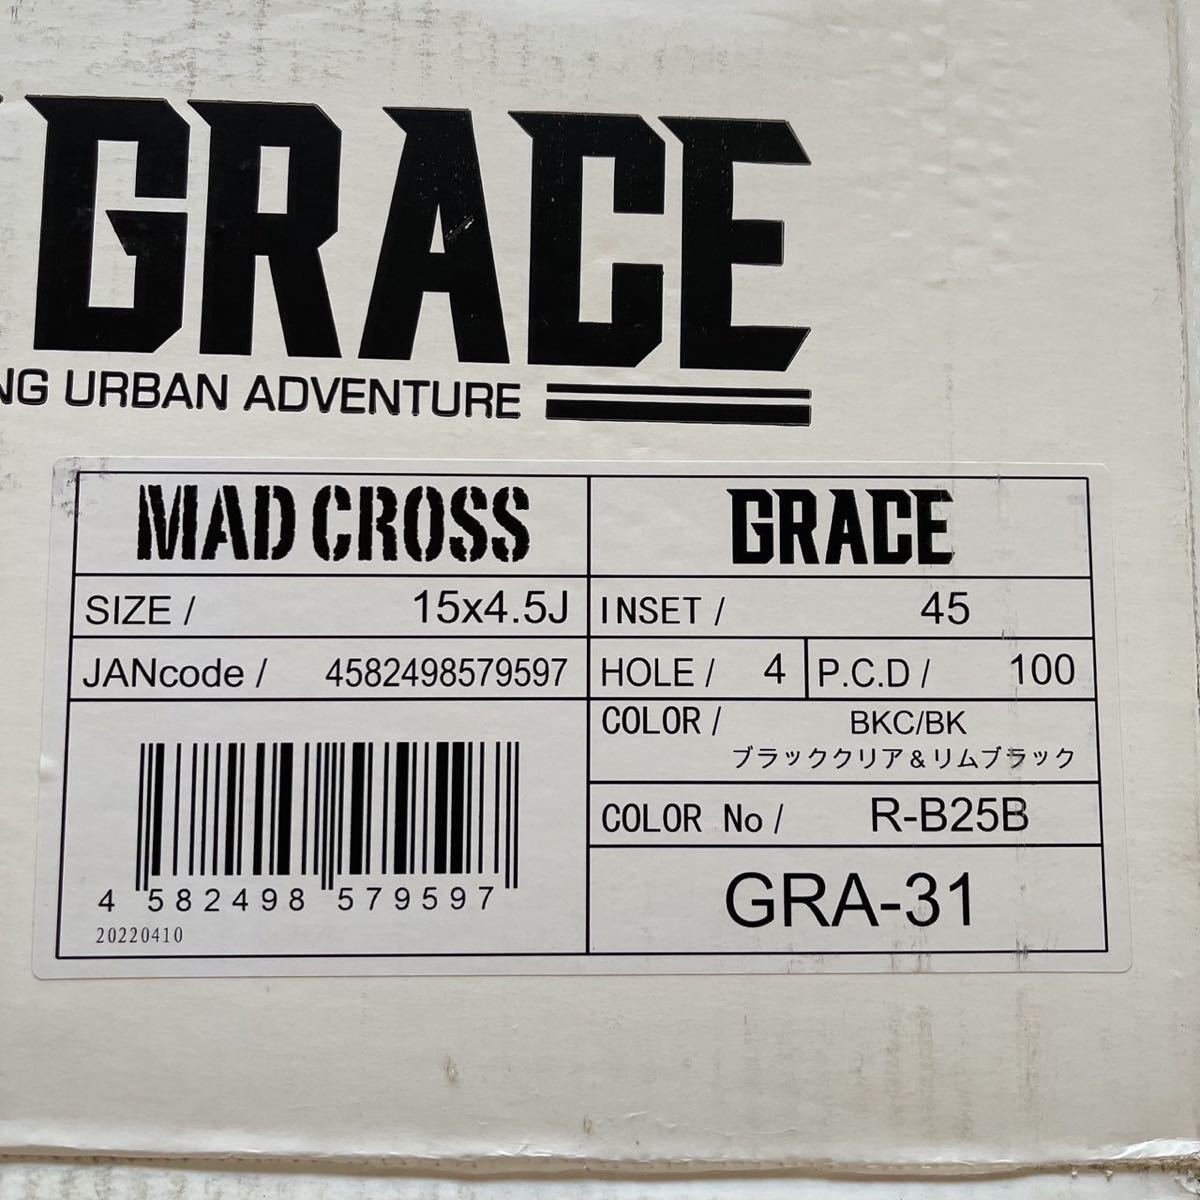 GRACE
NG URBAN ADVENTURE
MAD CROSS
GRACE
SIZE / 15x4.5J
INSET / 45
JANcode / 4582498579597
HOLE / 4 P.C.D / 100
COLOR / BKC/BK
ブラッククリア＆リムブラック
COLOR No / R-B25B
GRA-31
4 582498 579597
20220410